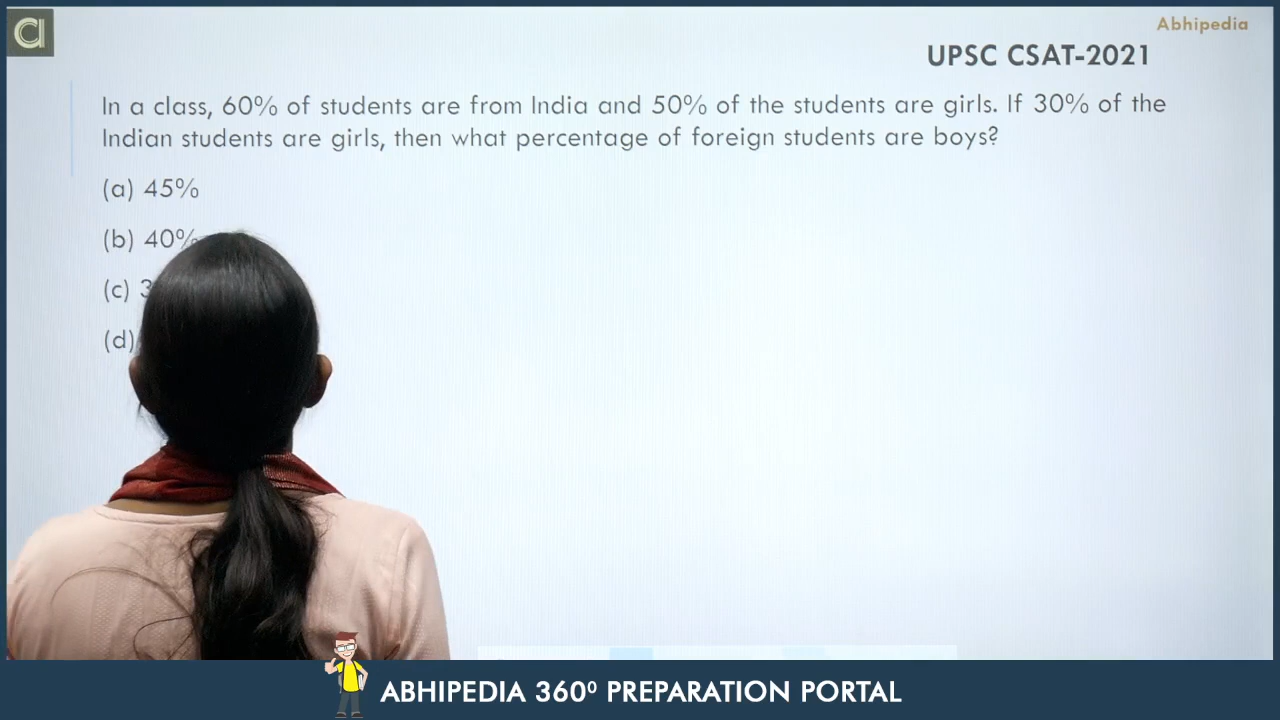 Abhipedia
UPSC CSAT-2021
In a class, 60% of students are from India and 50% of the students are girls. If 30% of the
Indian students are girls, then what percentage of foreign students are boys?
(a) 45%
(b) 40%
(c) 3
(d)
ABHIPEDIA 360⁰ PREPARATION PORTAL